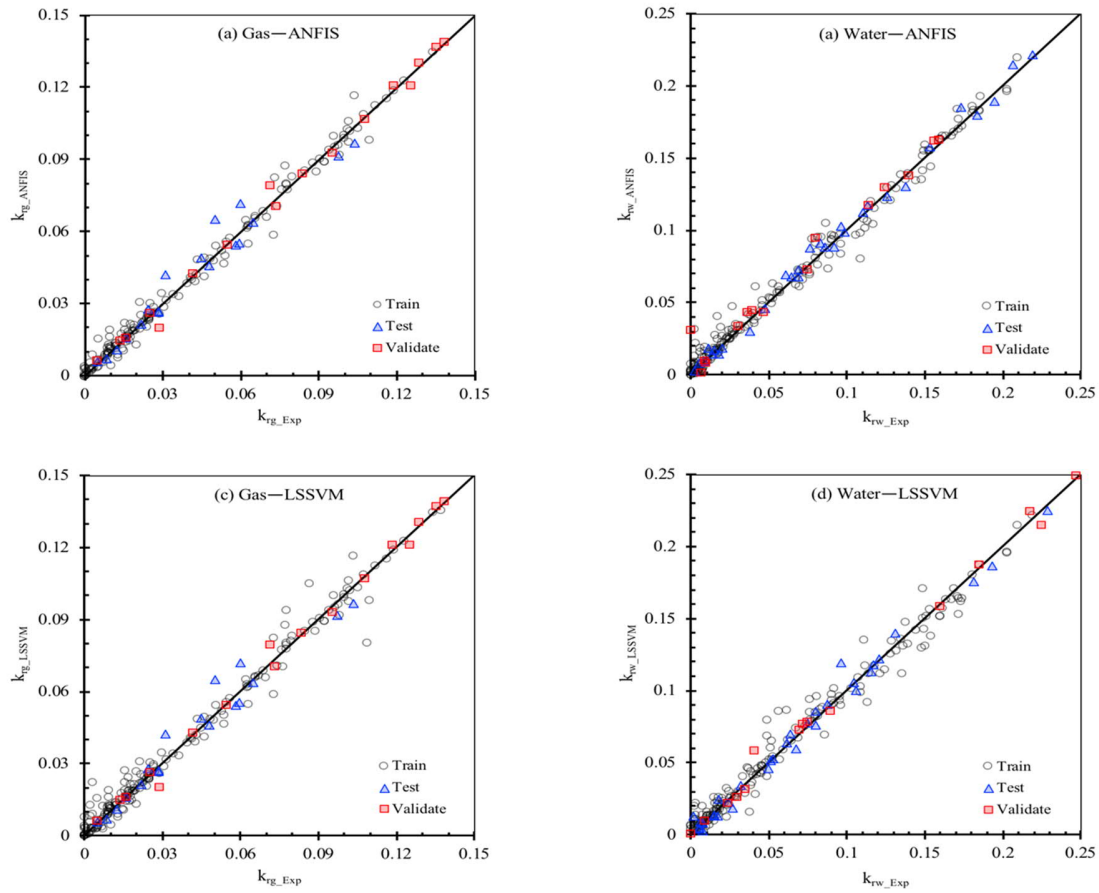 (a) Gas—ANFIS
0.15
0.12
0.09
0.06
0.03
0
k_rg_ANFIS
Train
Test
Validate
0 0.03 0.06 0.09 0.12 0.15
k_rg_Exp
(a) Water—ANFIS
0.25
0.2
0.15
0.1
0.05
0
k_rw_ANFIS
Train
Test
Validate
0 0.05 0.1 0.15 0.2 0.25
k_rw_Exp
(c) Gas—LSSVM
0.15
0.12
0.09
0.06
0.03
0
k_rg_LSSVM
Train
Test
Validate
0 0.03 0.06 0.09 0.12 0.15
k_rg_Exp
(d) Water—LSSVM
0.25
0.2
0.15
0.1
0.05
0
k_rw_LSSVM
Train
Test
Validate
0 0.05 0.1 0.15 0.2 0.25
k_rw_Exp